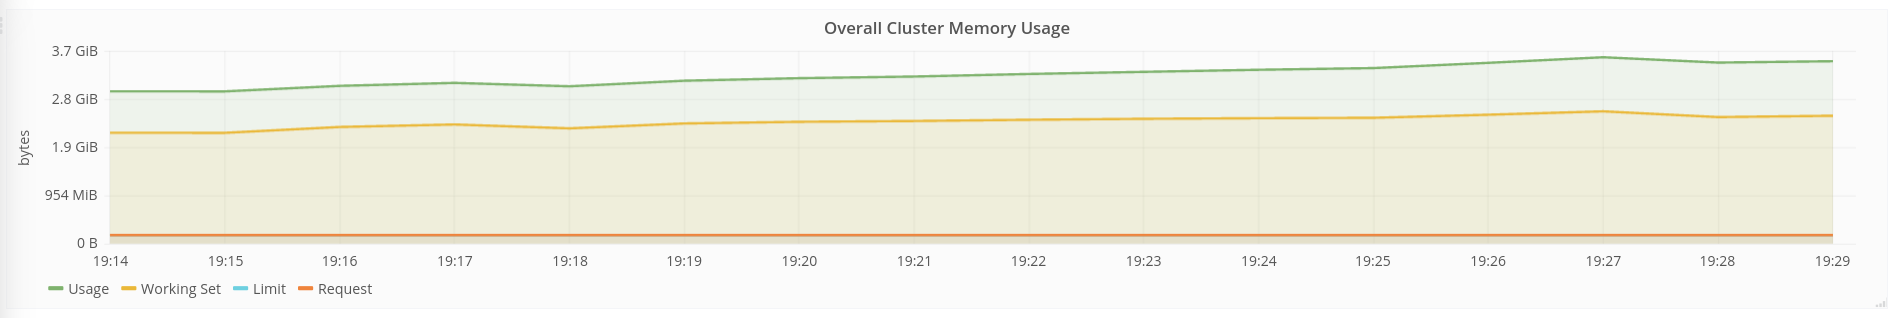 Overall Cluster Memory Usage
3.7 GiB
2.8 GiB
1.9 GiB
954 MiB
0 B
bytes
19:14 19:15 19:16 19:17 19:18 19:19 19:20 19:21 19:22 19:23 19:24 19:25 19:26 19:27 19:28 19:29
Usage Working Set Limit Request